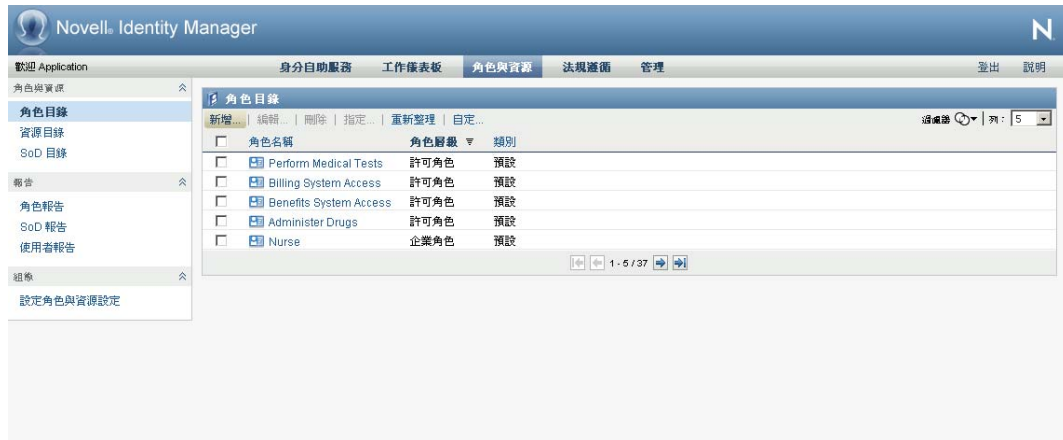 Novell® Identity Manager
N
歡迎 Application
身分自助服務 工作儀表板 角色與資源 法規遵循 管理 登出 說明
角色與資源
角色目錄
資源目錄
SoD 目錄
報告
角色報告
SoD 報告
使用者報告
組態
設定角色與資源設定
角色目錄
新增... | 編輯... | 刪除 | 指定... | 重新整理 | 自定... 過濾器 | 列: 5
角色名稱 角色層級 類別
Perform Medical Tests 許可角色 預設
Billing System Access 許可角色 預設
Benefits System Access 許可角色 預設
Administer Drugs 許可角色 預設
Nurse 企業角色 預設
1 - 5 / 37